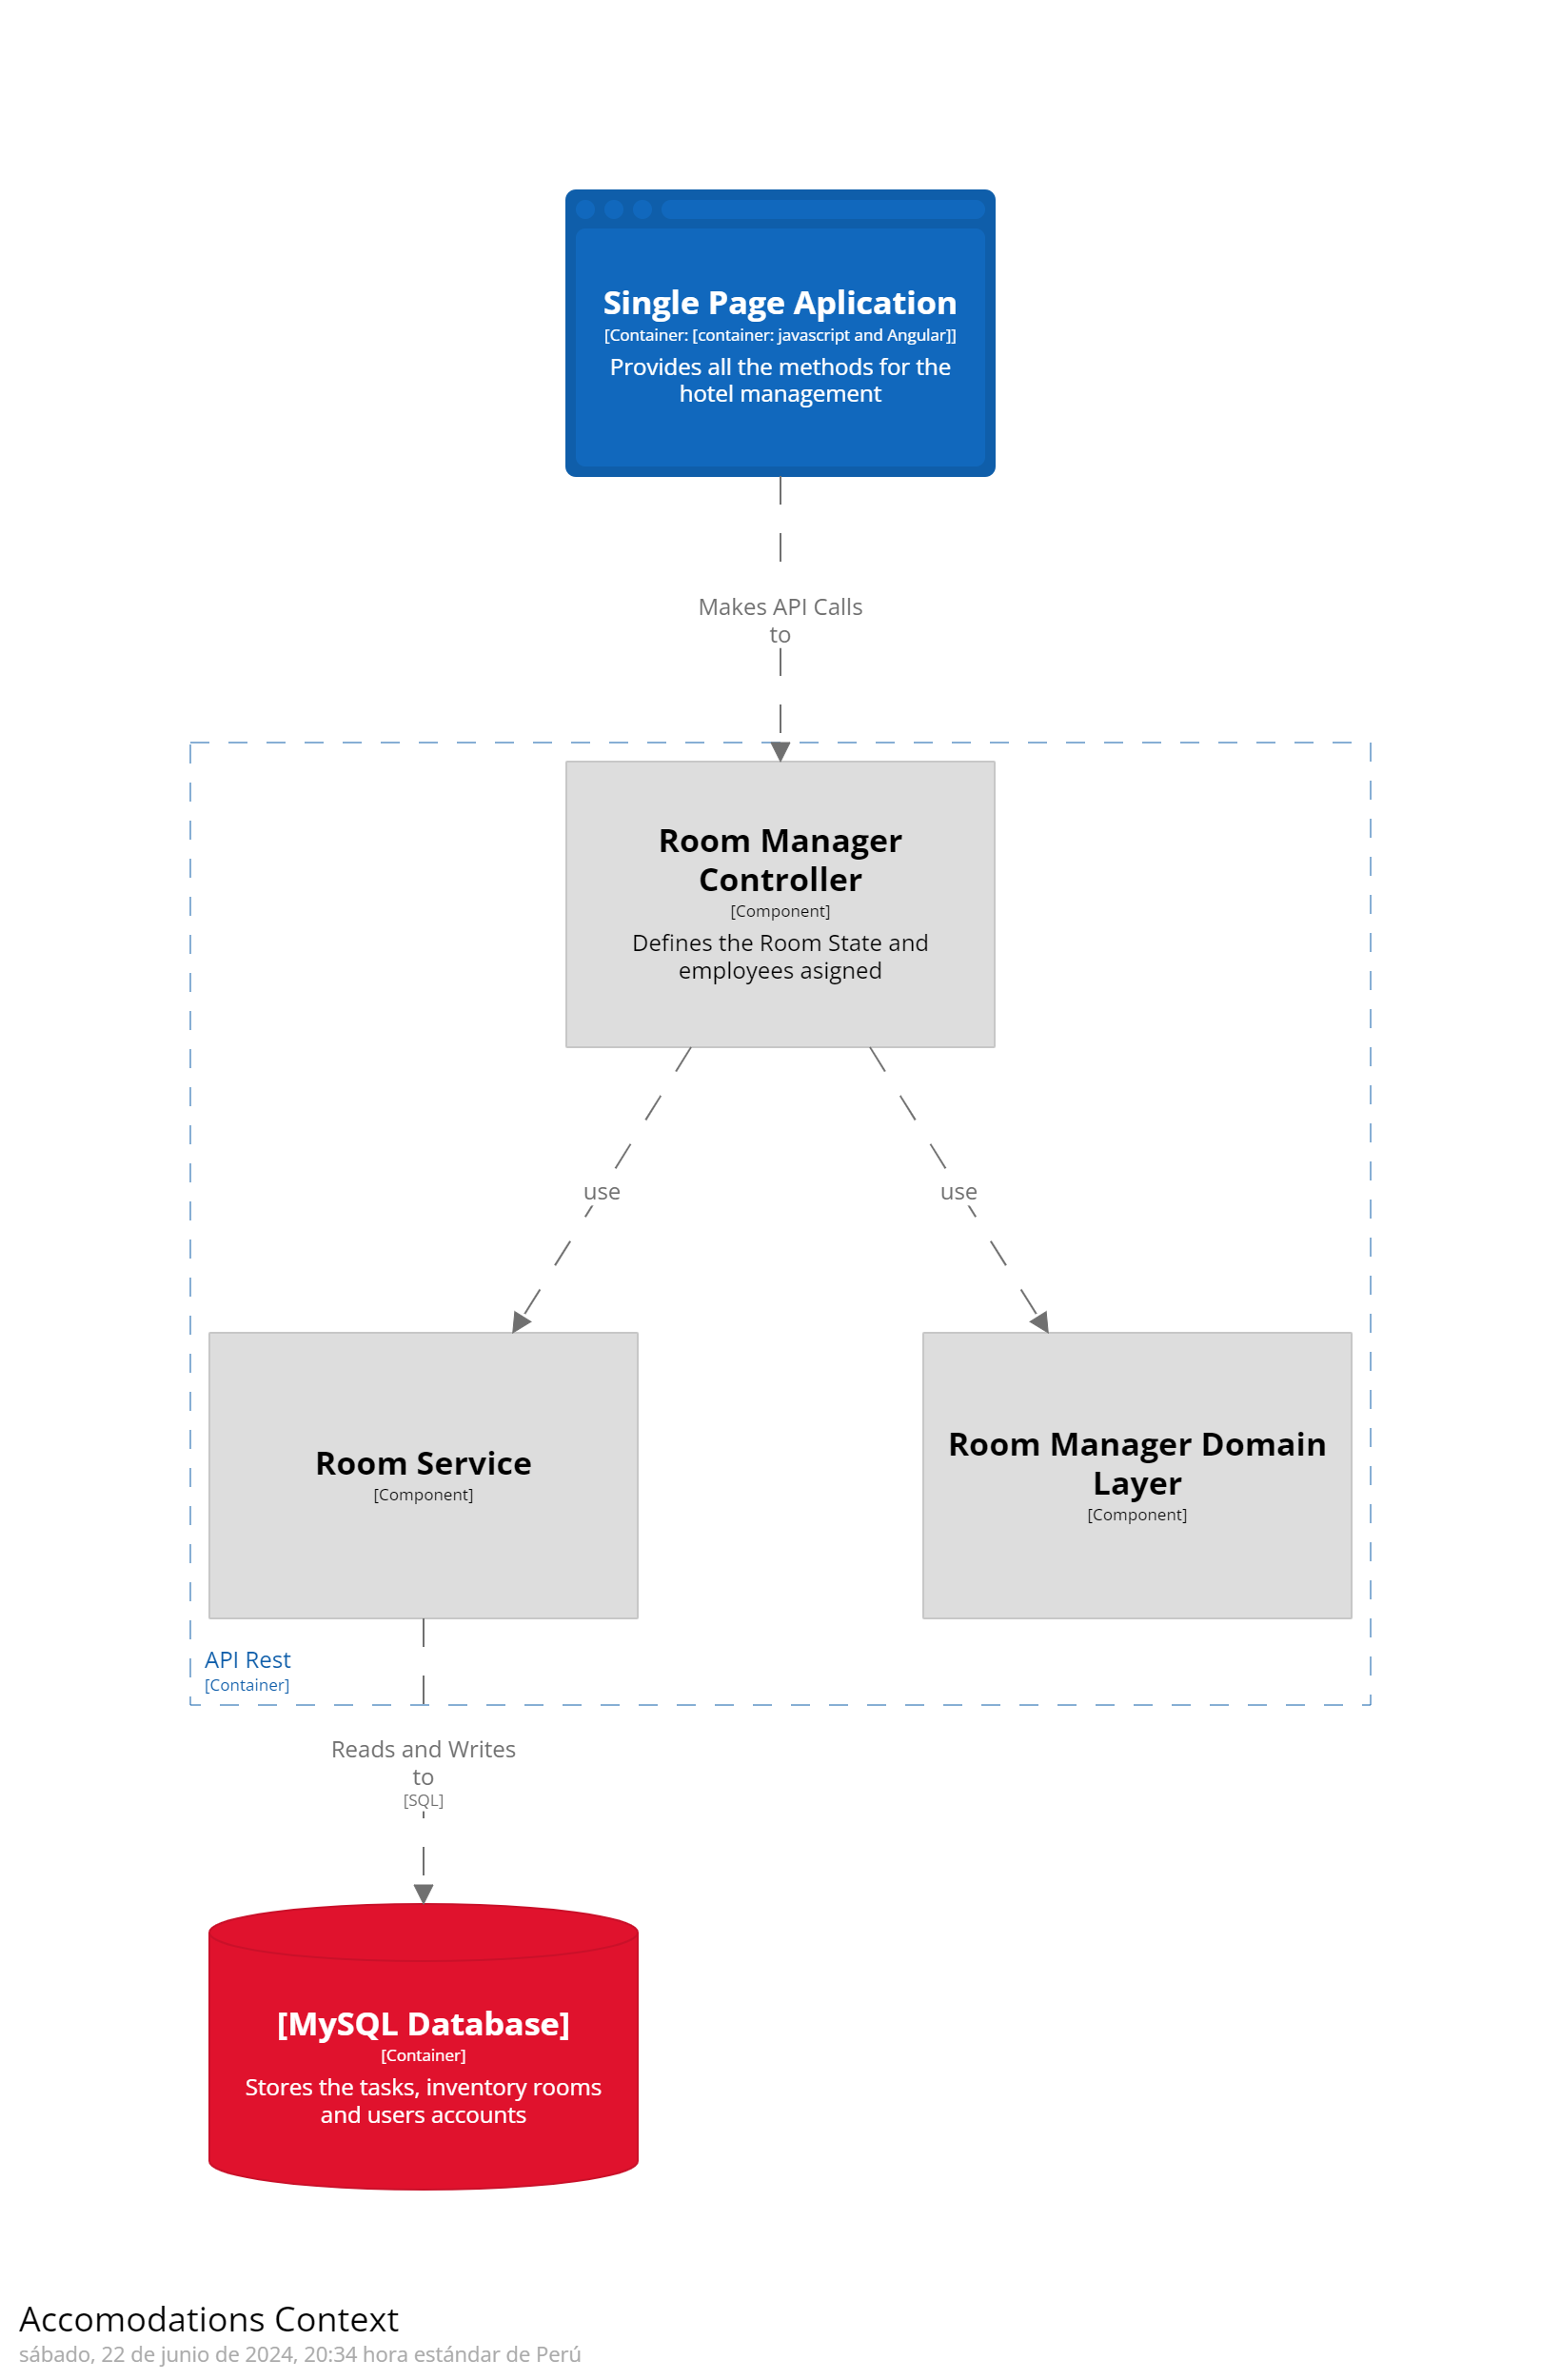 Single Page Aplication
[Container: [container: javascript and Angular]]
Provides all the methods for the
hotel management
Makes API Calls
to
Room Manager
Controller
[Component]
Defines the Room State and
employees asigned
use
use
Room Service
[Component]
Room Manager Domain
Layer
[Component]
API Rest
[Container]
Reads and Writes
to
[SQL]
[MySQL Database]
[Container]
Stores the tasks, inventory rooms
and users accounts
Accomodations Context
sábado, 22 de junio de 2024, 20:34 hora estándar de Perú